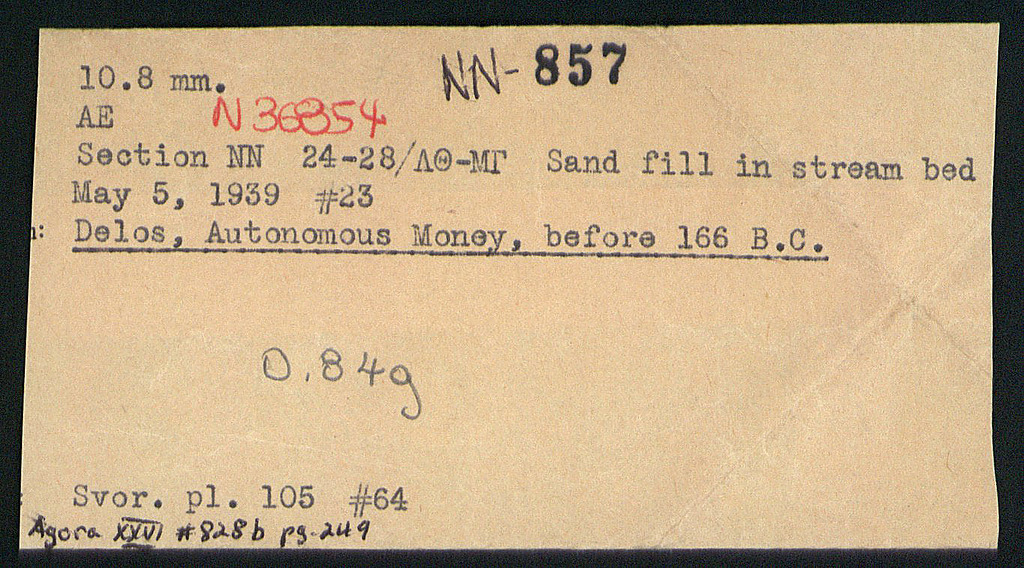 NN- 857
10.8 mm.
AE N 36854
Section NN 24-28/ΛΘ-ΜΓ Sand fill in stream bed
May 5, 1939 #23
: Delos, Autonomous Money, before 166 B.C.
0.84g
Svor. pl. 105 #64
Agora XXVI #828b pg. 249